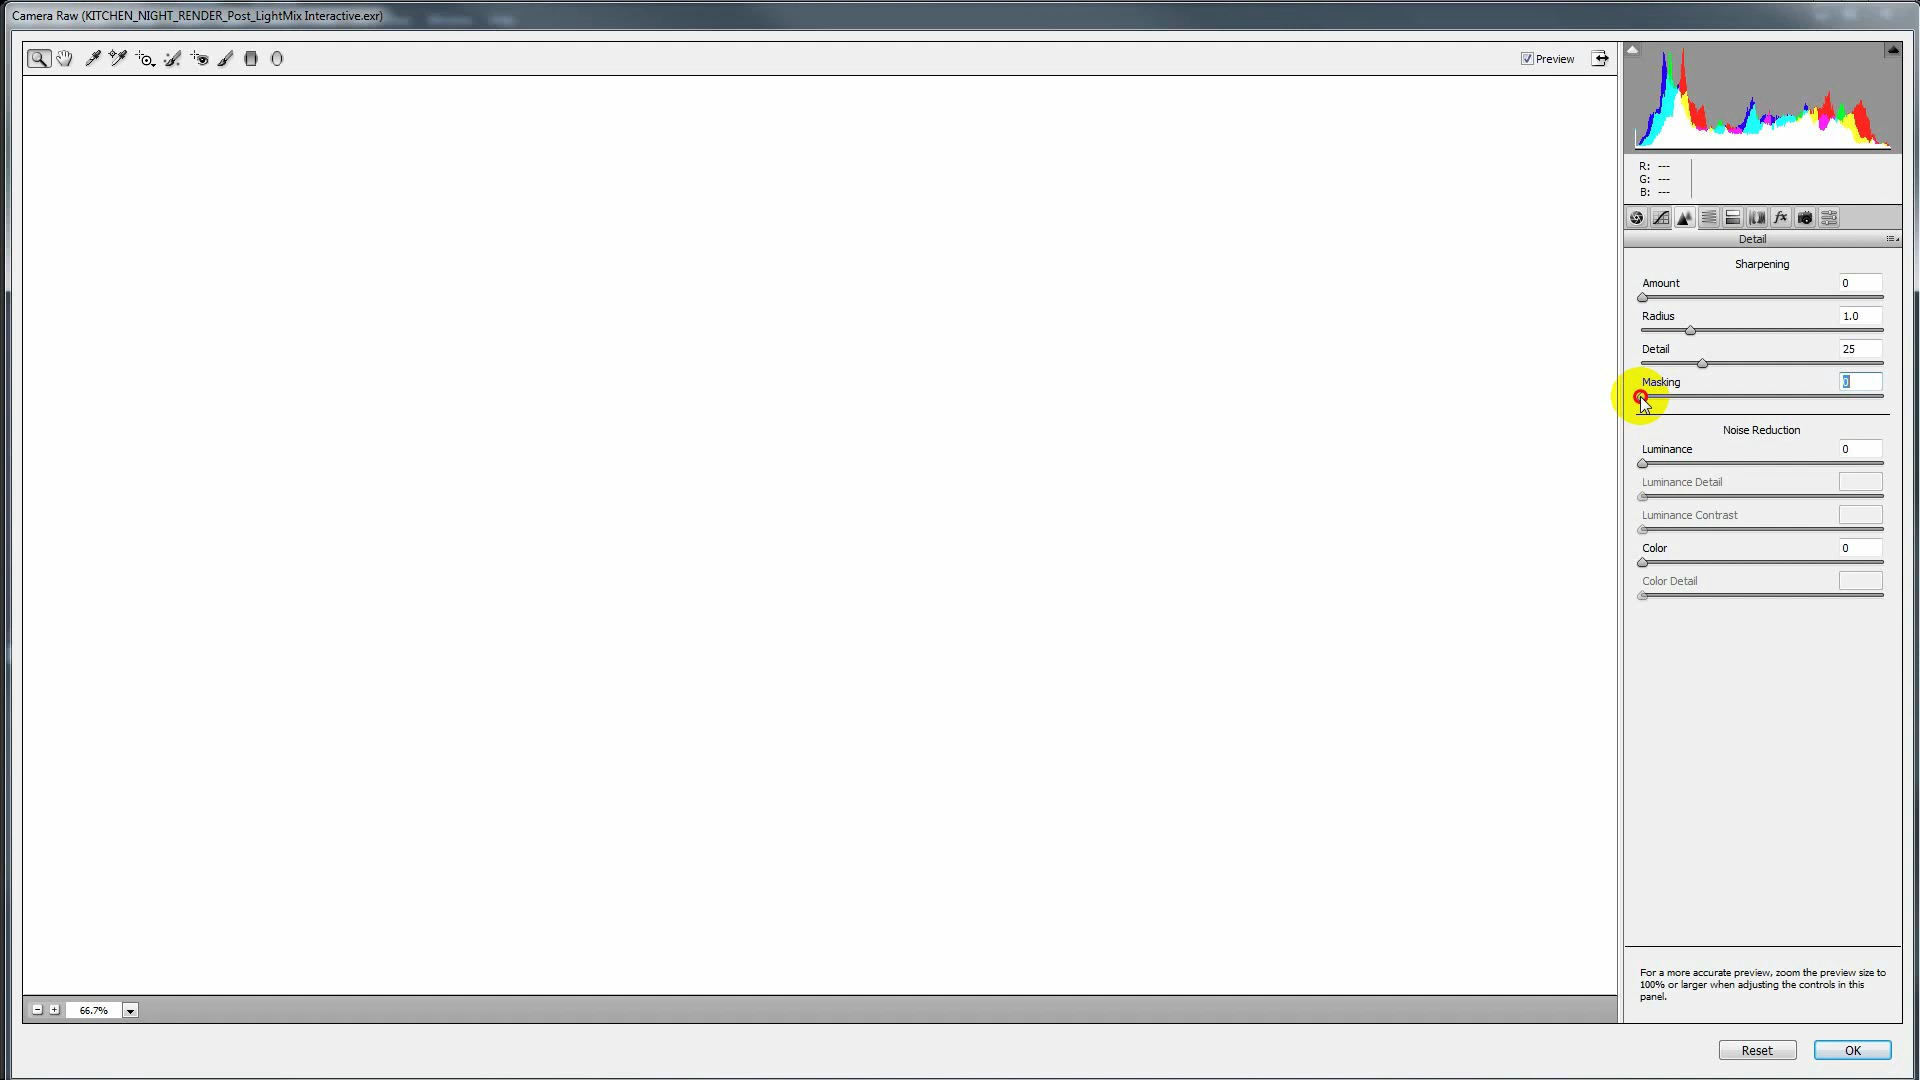 Camera Raw (KITCHEN_NIGHT_RENDER_Post_LightMix Interactive.exr)
Preview
R: ---
G: ---
B: ---
fx
Detail
Sharpening
Amount 0
Radius 1.0
Detail 25
Masking 0
Noise Reduction
Luminance 0
Luminance Detail
Luminance Contrast
Color 0
Color Detail
For a more accurate preview, zoom the preview size to
100% or larger when adjusting the controls in this
panel.
66.7%
Reset OK